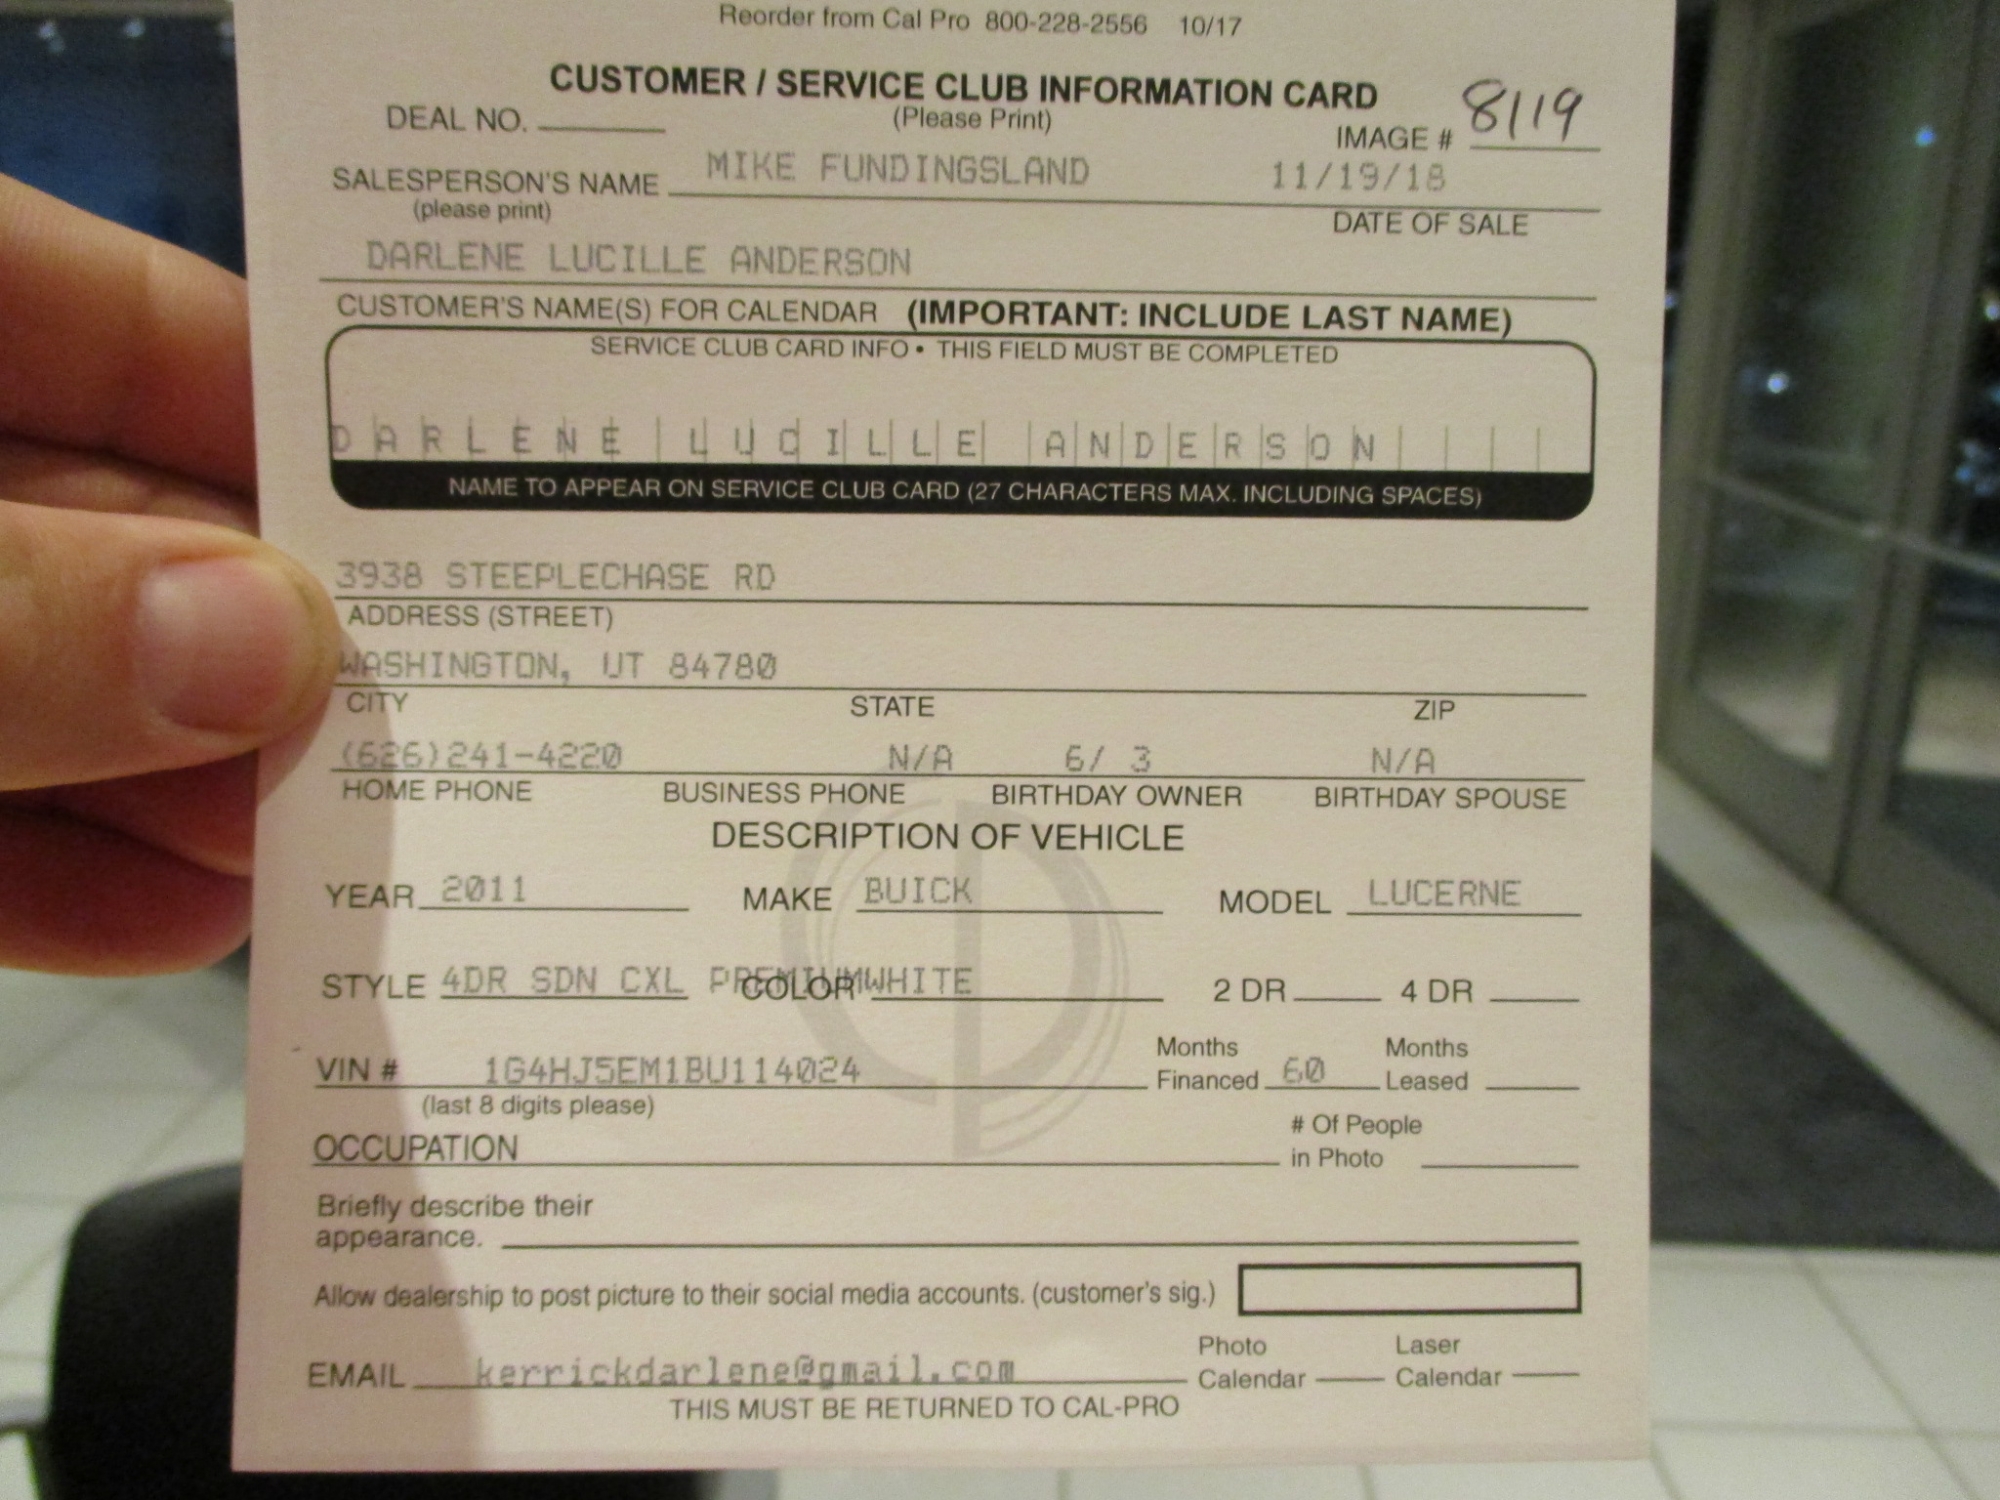 Reorder from Cal Pro 800-228-2556 10/17
CUSTOMER / SERVICE CLUB INFORMATION CARD
DEAL NO. (Please Print) IMAGE # 8119
SALESPERSON'S NAME MIKE FUNDINGSLAND 11/19/18
(please print) DATE OF SALE
DARLENE LUCILLE ANDERSON
CUSTOMER'S NAME(S) FOR CALENDAR (IMPORTANT: INCLUDE LAST NAME)
SERVICE CLUB CARD INFO • THIS FIELD MUST BE COMPLETED
DARLENE LUCILLE ANDERSON
NAME TO APPEAR ON SERVICE CLUB CARD (27 CHARACTERS MAX. INCLUDING SPACES)
3938 STEEPLECHASE RD
ADDRESS (STREET)
WASHINGTON, UT 84780
CITY STATE ZIP
(626)241-4220 N/A 6/ 3 N/A
HOME PHONE BUSINESS PHONE BIRTHDAY OWNER BIRTHDAY SPOUSE
DESCRIPTION OF VEHICLE
YEAR 2011 MAKE BUICK MODEL LUCERNE
STYLE 4DR SDN CXL PREMIUM COLOR WHITE 2 DR 4 DR
VIN # 1G4HJ5EM1BU114024 Months Financed 60 Months Leased
(last 8 digits please)
OCCUPATION # Of People in Photo
Briefly describe their
appearance.
Allow dealership to post picture to their social media accounts. (customer's sig.)
EMAIL kerrickdarlene@gmail.com Photo Calendar Laser Calendar
THIS MUST BE RETURNED TO CAL-PRO